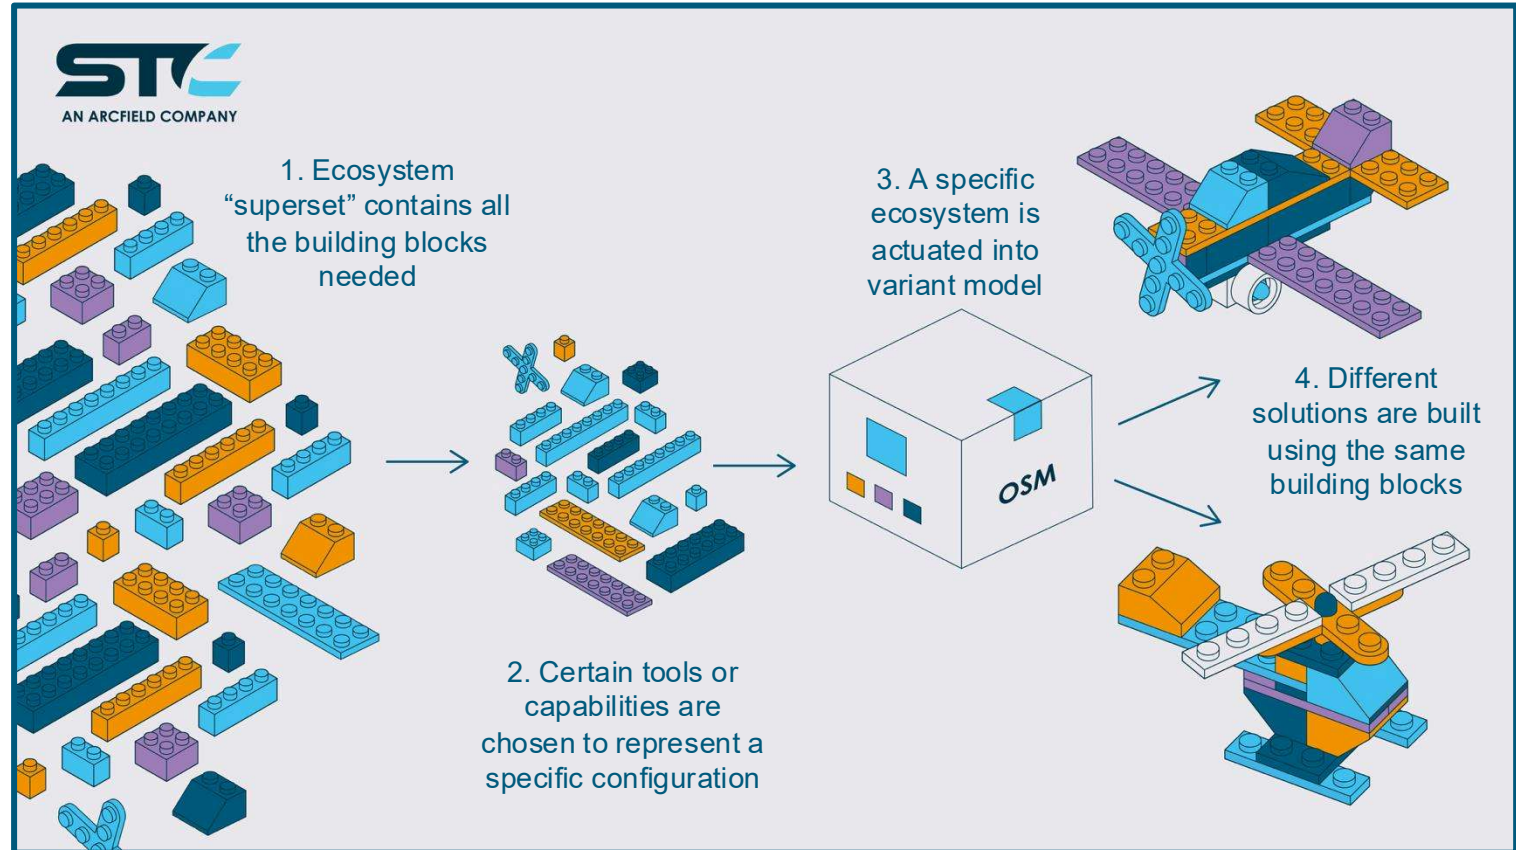 STC
AN ARCFIELD COMPANY
1. Ecosystem
“superset” contains all
the building blocks
needed
2. Certain tools or
capabilities are
chosen to represent a
specific configuration
3. A specific
ecosystem is
actuated into
variant model
OSM
4. Different
solutions are built
using the same
building blocks